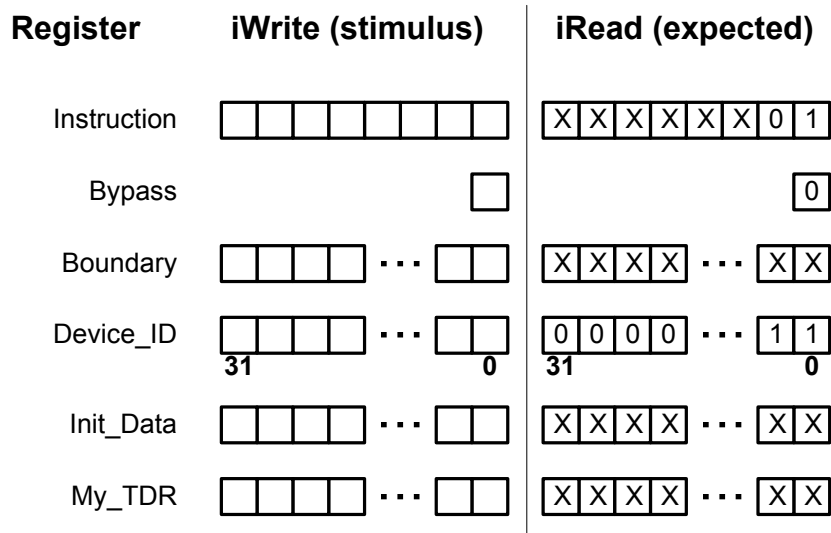 Register iWrite (stimulus) iRead (expected)
Instruction X X X X X X 0 1
Bypass 0
Boundary ... X X X X ... X X
Device_ID ... 0 0 0 0 ... 1 1
31 0 31 0
Init_Data ... X X X X ... X X
My_TDR ... X X X X ... X X